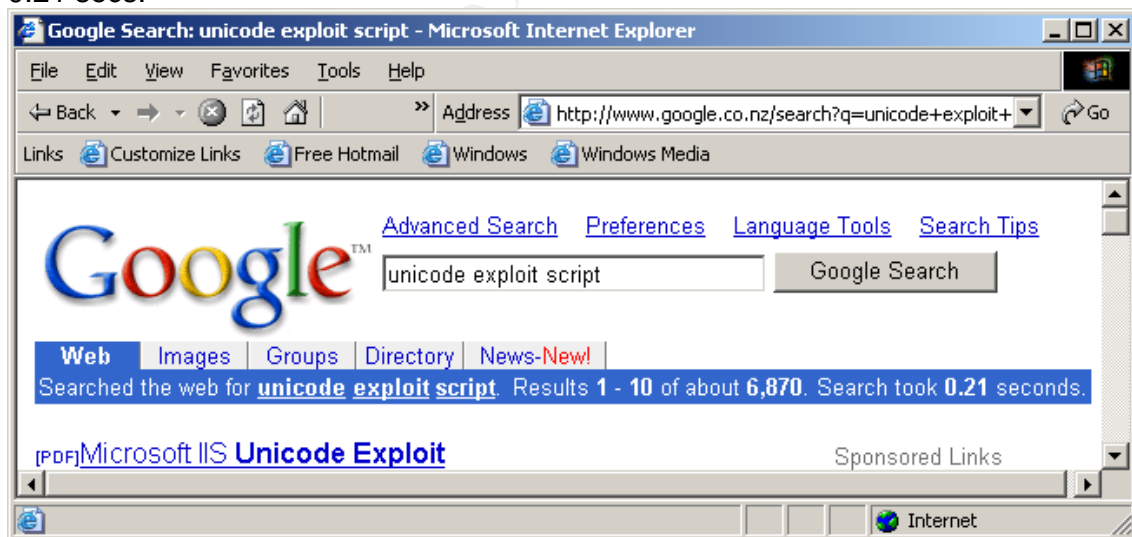 Google Search: unicode exploit script - Microsoft Internet Explorer
File Edit View Favorites Tools Help
Back » Address http://www.google.co.nz/search?q=unicode+exploit+ Go
Links Customize Links Free Hotmail Windows Windows Media
Google™
Advanced Search Preferences Language Tools Search Tips
unicode exploit script Google Search
Web Images Groups Directory News-New!
Searched the web for unicode exploit script. Results 1 - 10 of about 6,870. Search took 0.21 seconds.
[PDF]Microsoft IIS Unicode Exploit Sponsored Links
Internet